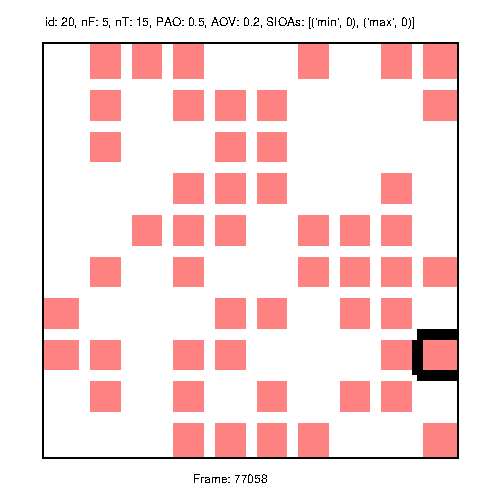 id: 20, nF: 5, nT: 15, PAO: 0.5, AOV: 0.2, SIOAs: [('min', 0), ('max', 0)]
Frame: 77058